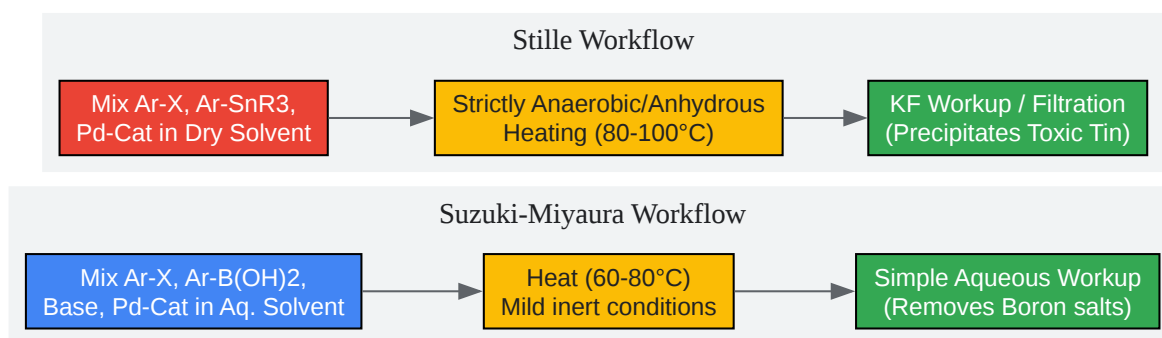 Stille Workflow
Mix Ar-X, Ar-SnR3,
Pd-Cat in Dry Solvent
Strictly Anaerobic/Anhydrous
Heating (80-100°C)
KF Workup / Filtration
(Precipitates Toxic Tin)
Suzuki-Miyaura Workflow
Mix Ar-X, Ar-B(OH)2,
Base, Pd-Cat in Aq. Solvent
Heat (60-80°C)
Mild inert conditions
Simple Aqueous Workup
(Removes Boron salts)